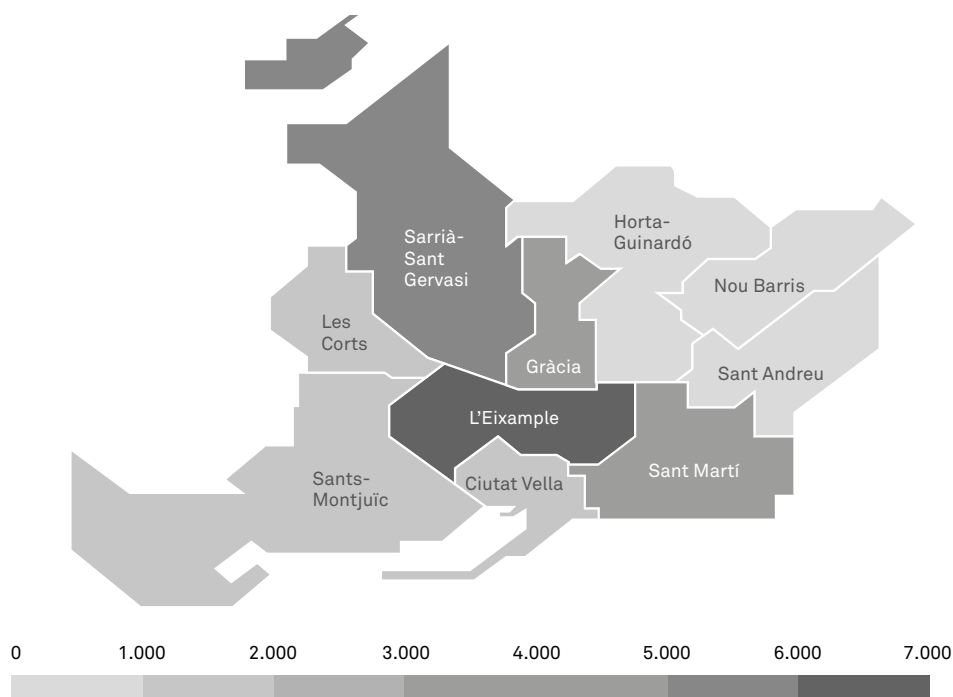 Horta-
Guinardó
Sarrià-
Sant
Gervasi
Nou Barris
Les
Corts
Gràcia
Sant Andreu
L'Eixample
Sant Martí
Sants-
Montjuïc
Ciutat Vella
0 1.000 2.000 3.000 4.000 5.000 6.000 7.000